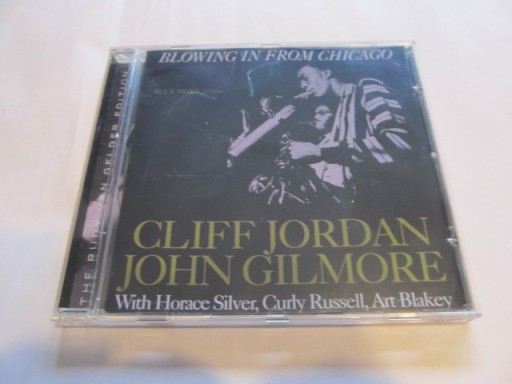 BLOWING IN FROM CHICAGO
BLUE NOTE
CLIFF JORDAN
JOHN GILMORE
With Horace Silver, Curly Russell, Art Blakey
THE RUDY VAN GELDER EDITION